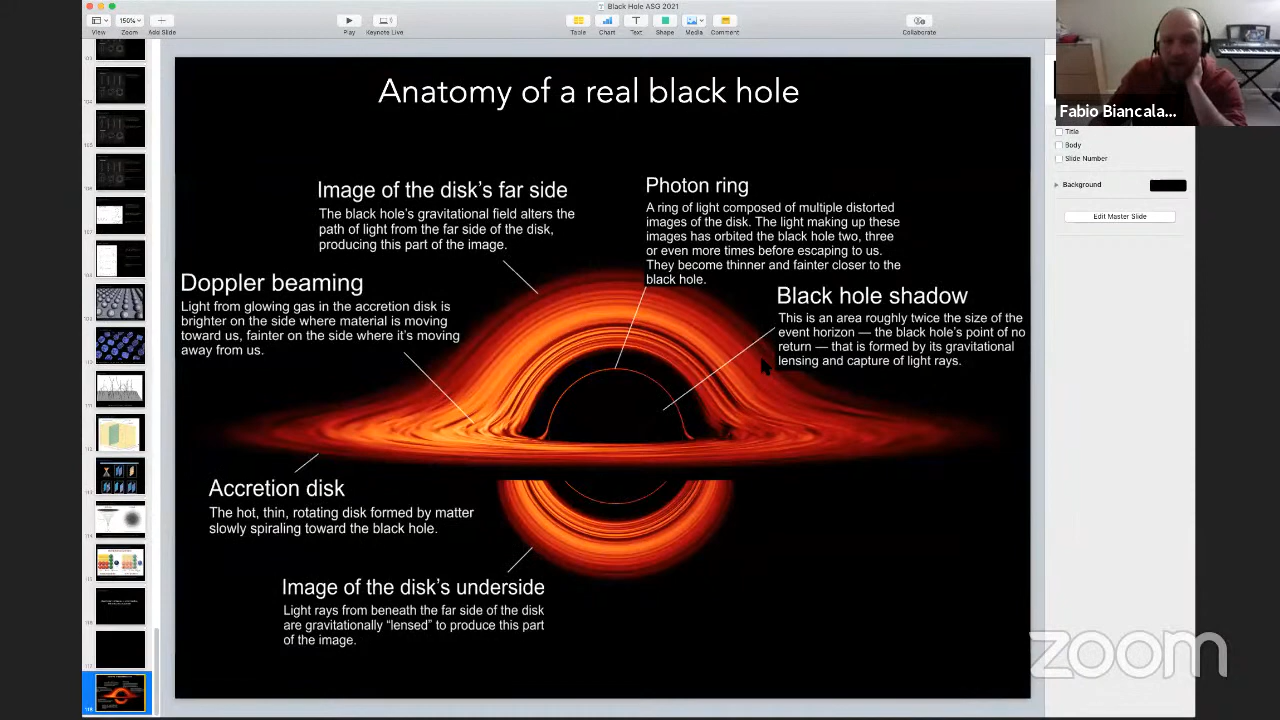 Black Hole ASG 2021
150%
View
Zoom
Add Slide
Play
Keynote Live
Table
Chart
Text
Shape
Media
Comment
Collaborate
Fabio Biancala...
Title
Body
Slide Number
Background
Edit Master Slide
Anatomy of a real black hole
Image of the disk's far side
The black hole's gravitational field alters the
path of light from the far side of the disk,
producing this part of the image.
Photon ring
A ring of light composed of multiple distorted
images of the disk. The light making up these
images has orbited the black hole two, three
or even more times before escaping to us.
They become thinner and fainter closer to the
black hole.
Doppler beaming
Light from glowing gas in the accretion disk is
brighter on the side where material is moving
toward us, fainter on the side where it's moving
away from us.
Black hole shadow
This is an area roughly twice the size of the
event horizon — the black hole's point of no
return — that is formed by its gravitational
lensing and capture of light rays.
Accretion disk
The hot, thin, rotating disk formed by matter
slowly spiraling toward the black hole.
Image of the disk's underside
Light rays from beneath the far side of the disk
are gravitationally “lensed” to produce this part
of the image.
zoom